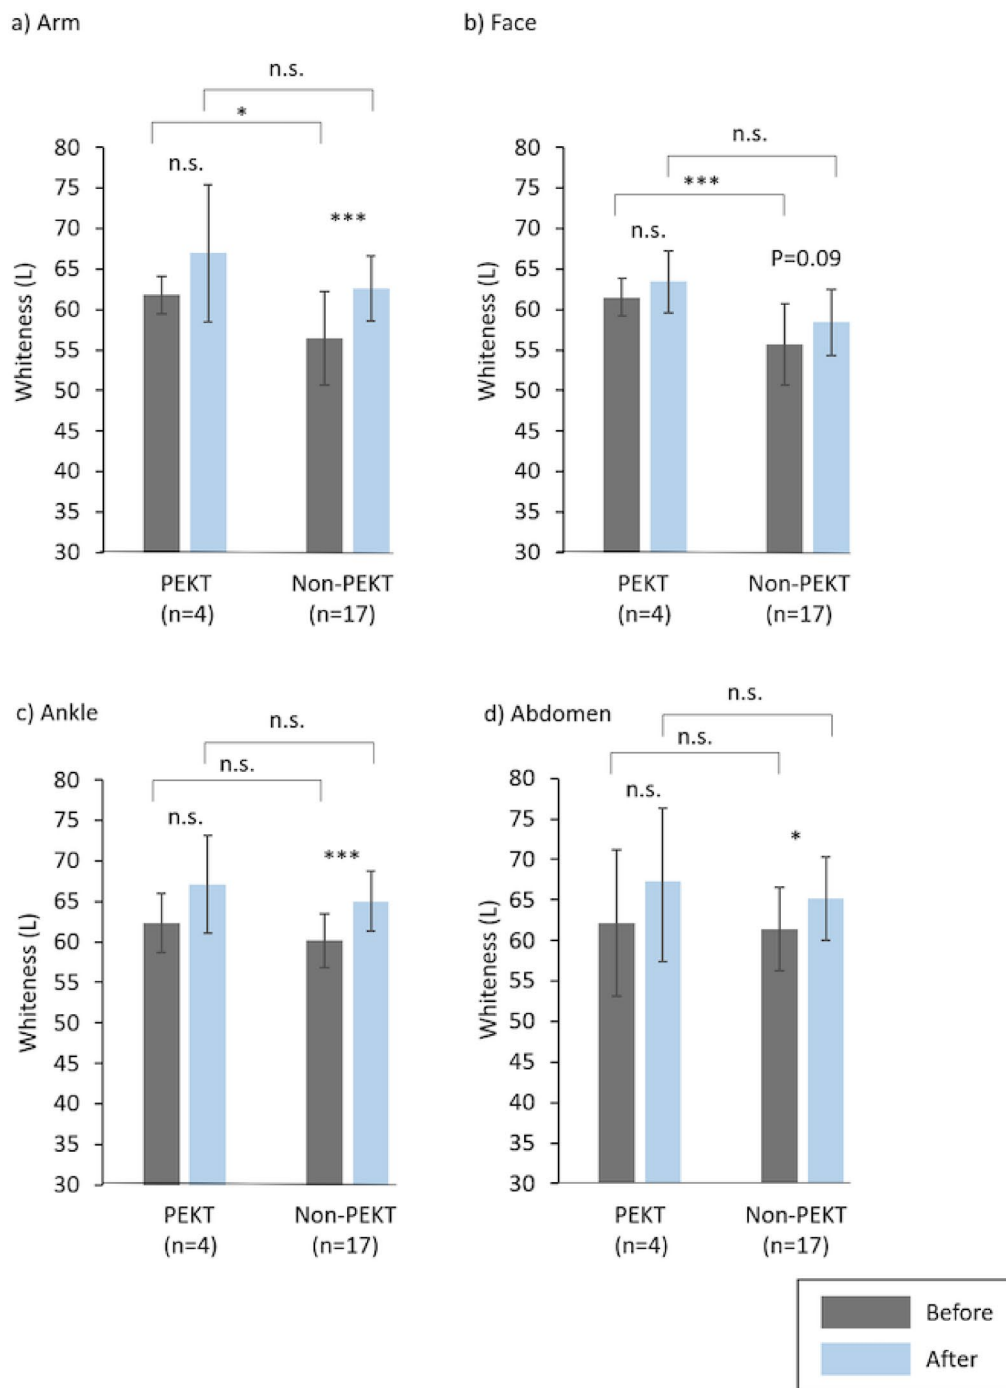 a) Arm
n.s.
*
n.s.
***
80
75
70
65
60
55
50
45
40
35
30
Whiteness (L)
PEKT
(n=4)
Non-PEKT
(n=17)
b) Face
n.s.
***
n.s.
P=0.09
80
75
70
65
60
55
50
45
40
35
30
Whiteness (L)
PEKT
(n=4)
Non-PEKT
(n=17)
c) Ankle
n.s.
n.s.
n.s.
***
80
75
70
65
60
55
50
45
40
35
30
Whiteness (L)
PEKT
(n=4)
Non-PEKT
(n=17)
d) Abdomen
n.s.
n.s.
n.s.
*
80
75
70
65
60
55
50
45
40
35
30
Whiteness (L)
PEKT
(n=4)
Non-PEKT
(n=17)
Before
After